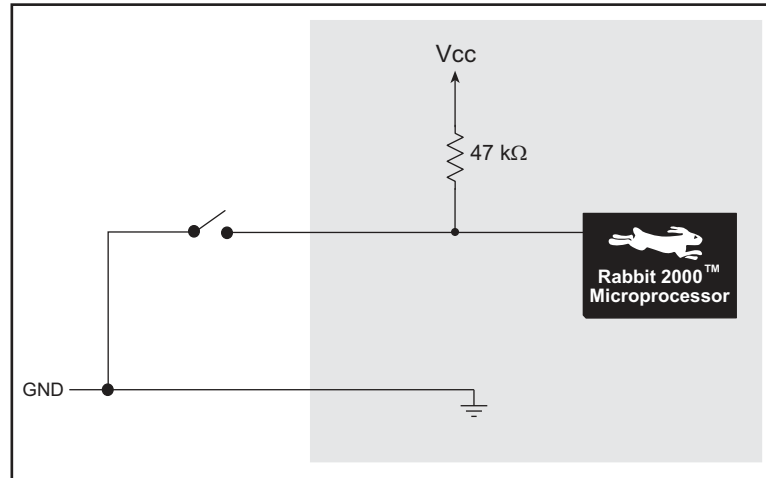 Vcc
47 kΩ
Rabbit 2000™
Microprocessor
GND